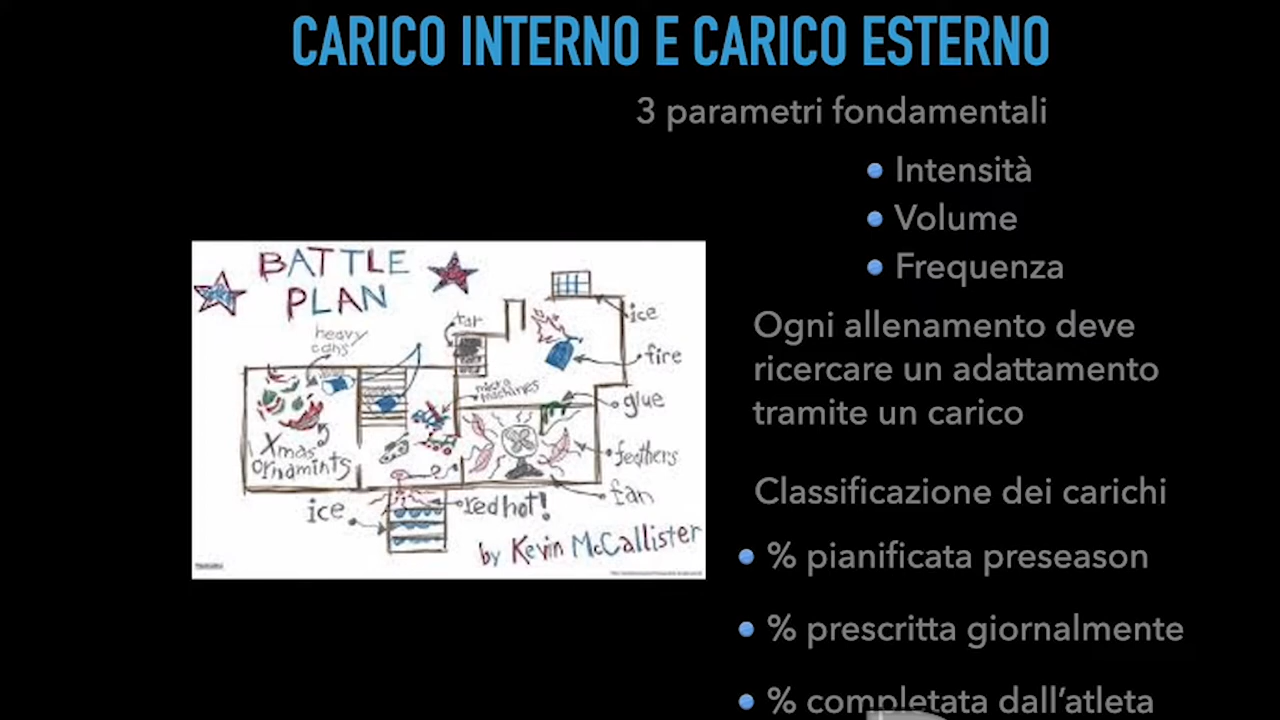 CARICO INTERNO E CARICO ESTERNO
3 parametri fondamentali
Intensità
Volume
Frequenza
Ogni allenamento deve
ricercare un adattamento
tramite un carico
Classificazione dei carichi
% pianificata preseason
% prescritta giornalmente
% completata dall'atleta
BATTLE
PLAN
heavy
cans
tar
ice
fire
micro
machines
glue
Xmas
ornamints
feathers
fan
ice
red hot!
by Kevin McCallister